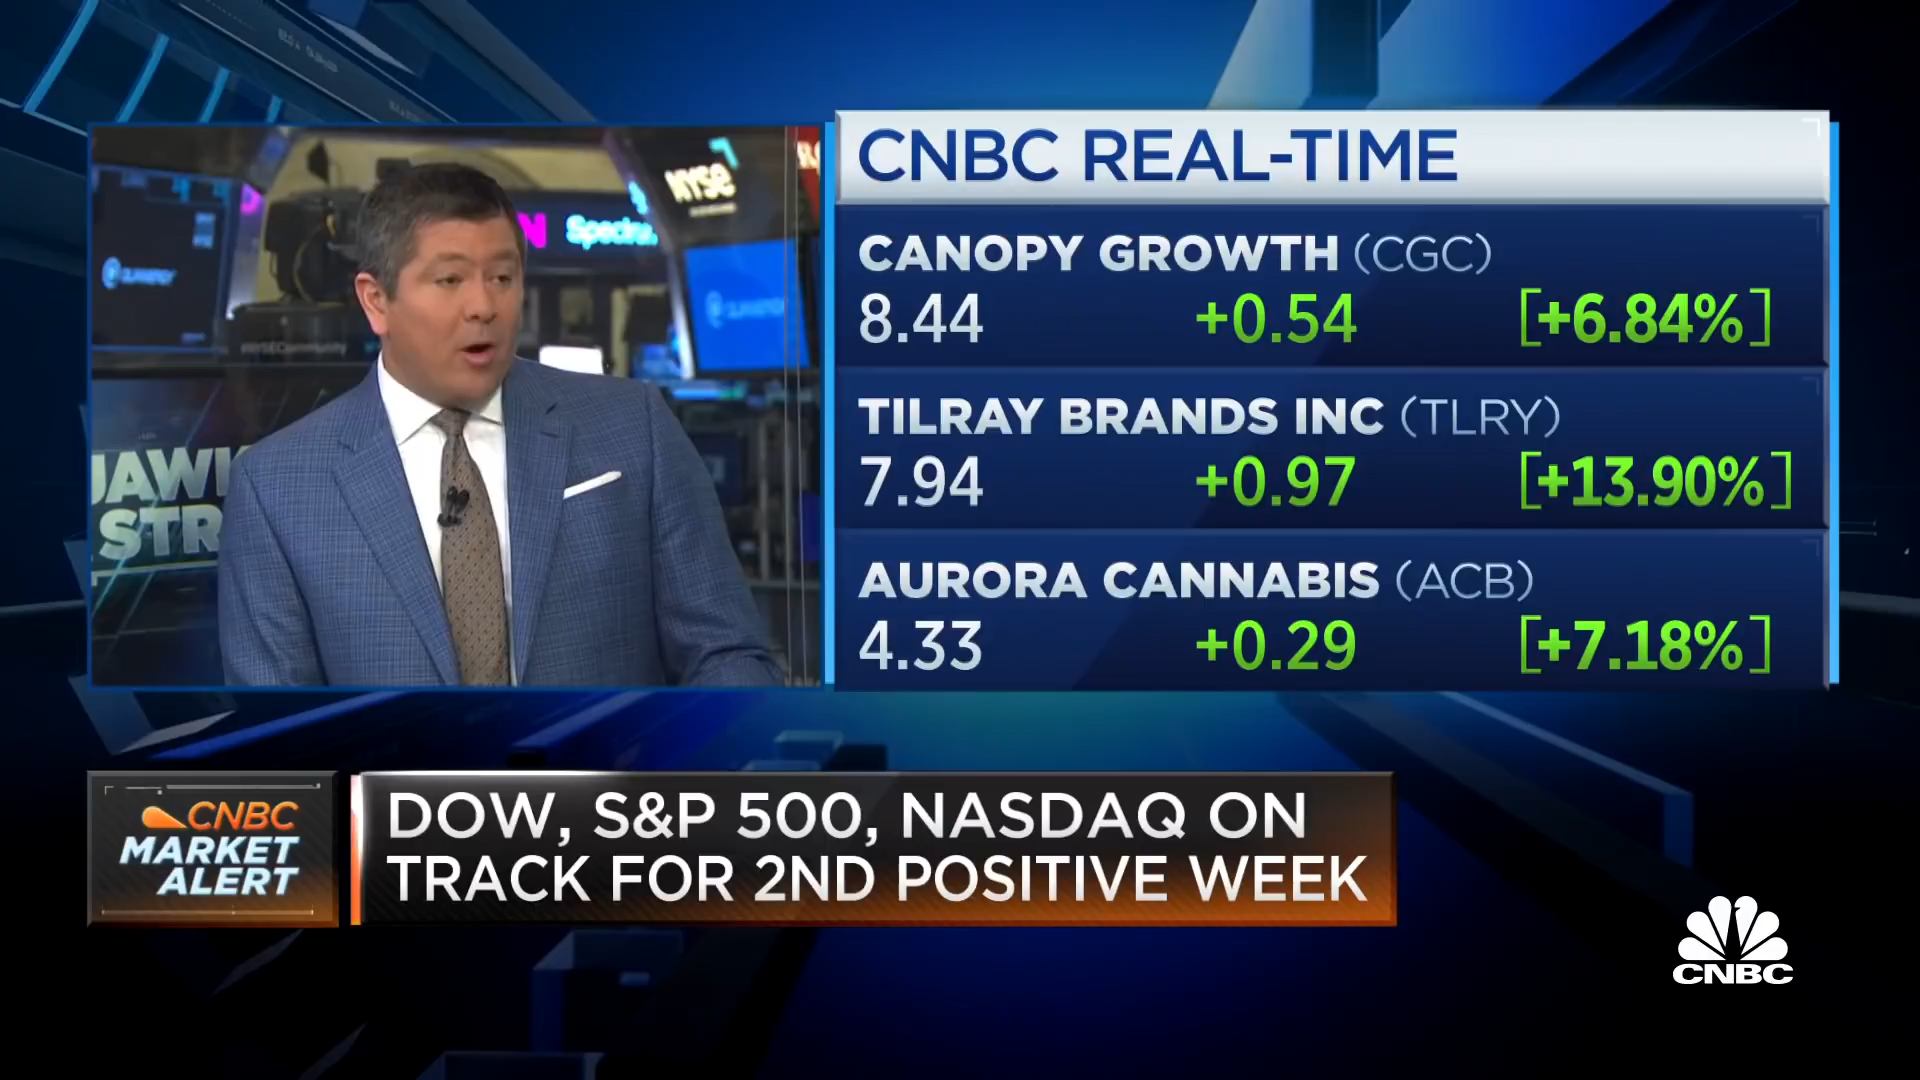 NYSE
CNBC REAL-TIME
CANOPY GROWTH (CGC)
8.44 +0.54 [+6.84%]
TILRAY BRANDS INC (TLRY)
7.94 +0.97 [+13.90%]
AURORA CANNABIS (ACB)
4.33 +0.29 [+7.18%]
#NYSECommunity
STR
CNBC
MARKET
ALERT
DOW, S&P 500, NASDAQ ON
TRACK FOR 2ND POSITIVE WEEK
CNBC